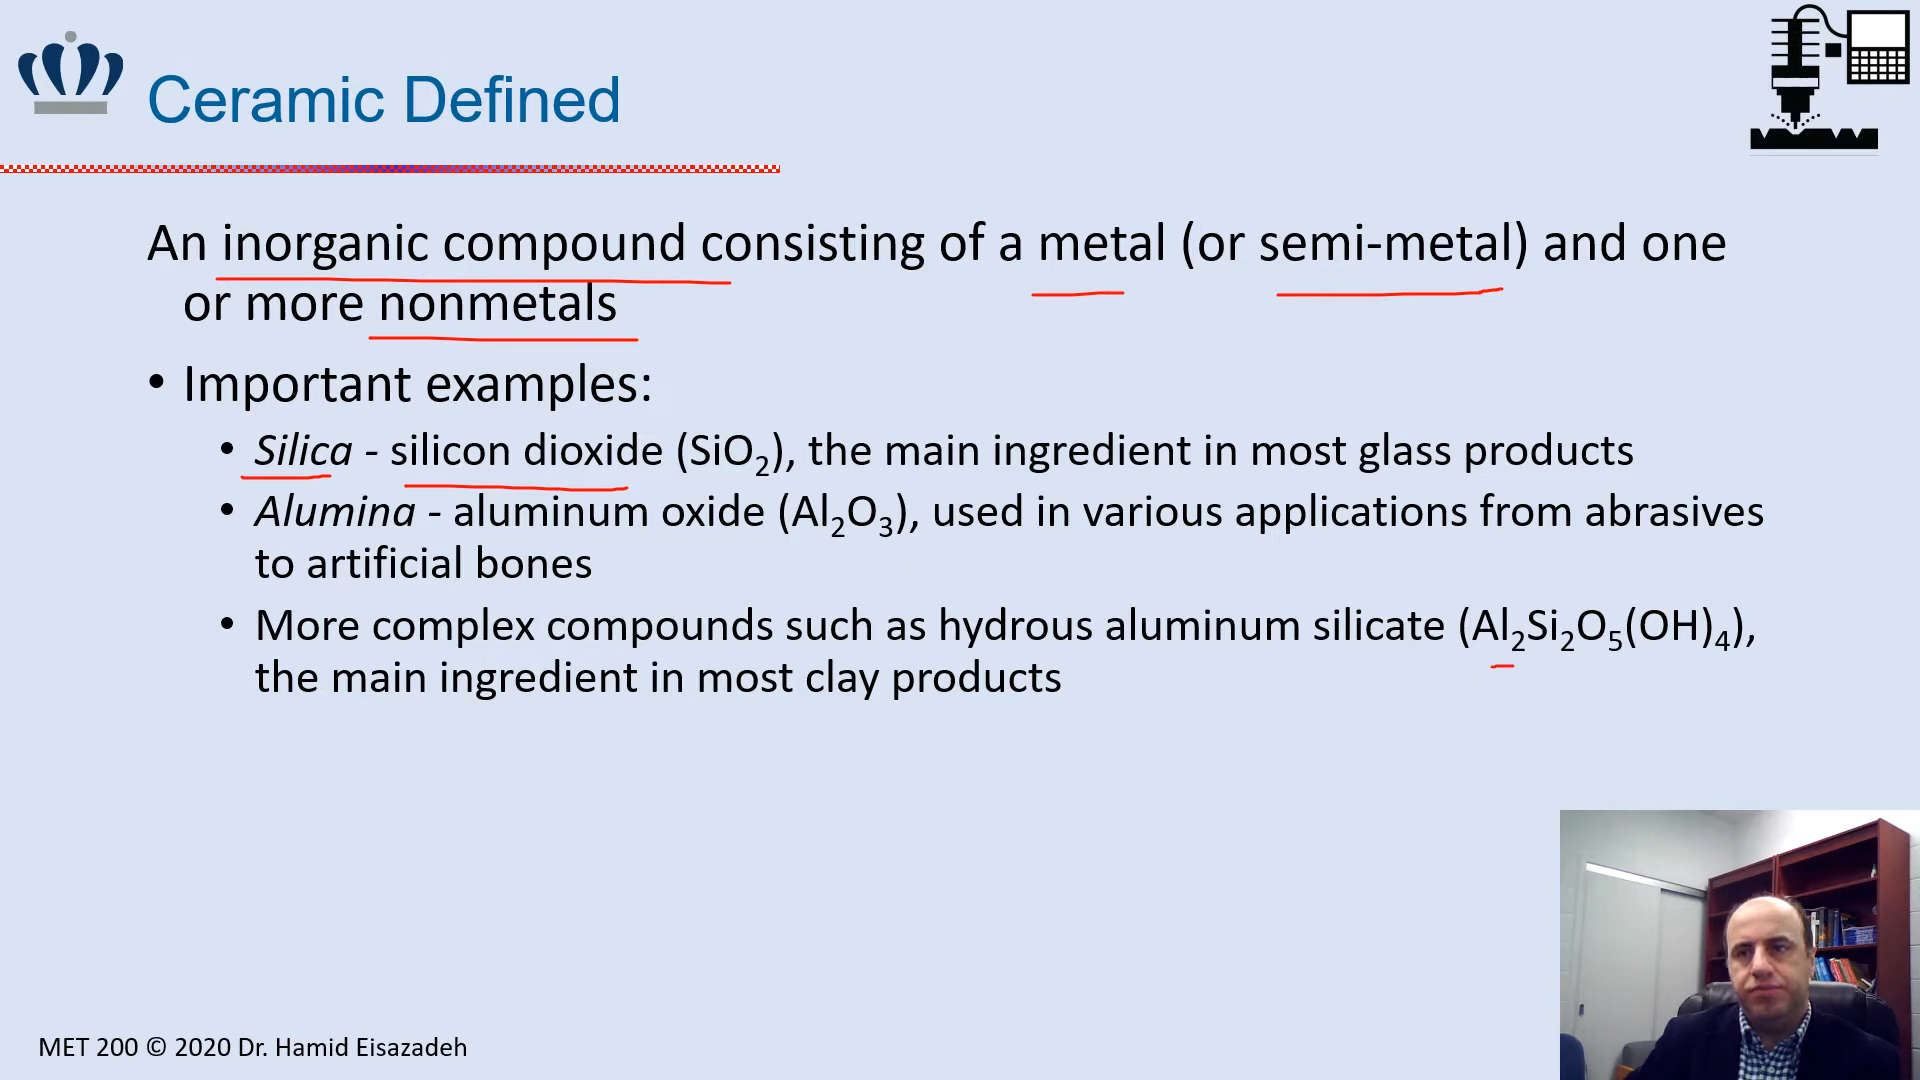 Ceramic Defined
An inorganic compound consisting of a metal (or semi-metal) and one
or more nonmetals
• Important examples:
• Silica - silicon dioxide (SiO₂), the main ingredient in most glass products
• Alumina - aluminum oxide (Al₂O₃), used in various applications from abrasives
to artificial bones
• More complex compounds such as hydrous aluminum silicate (Al₂Si₂O₅(OH)₄),
the main ingredient in most clay products
MET 200 © 2020 Dr. Hamid Eisazadeh